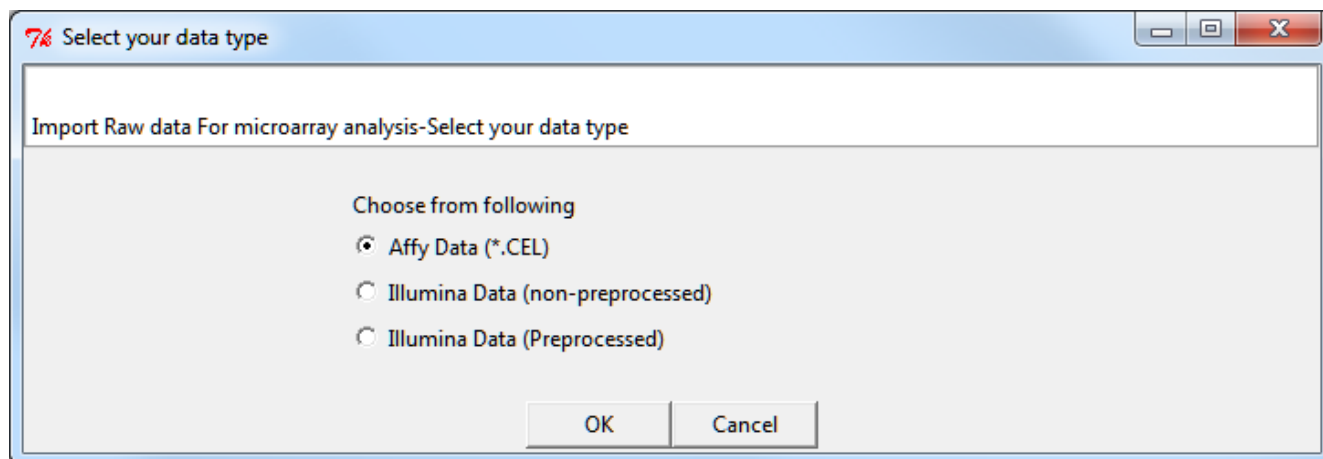 Select your data type
Import Raw data For microarray analysis-Select your data type
Choose from following
Affy Data (*.CEL)
Illumina Data (non-preprocessed)
Illumina Data (Preprocessed)
OK Cancel